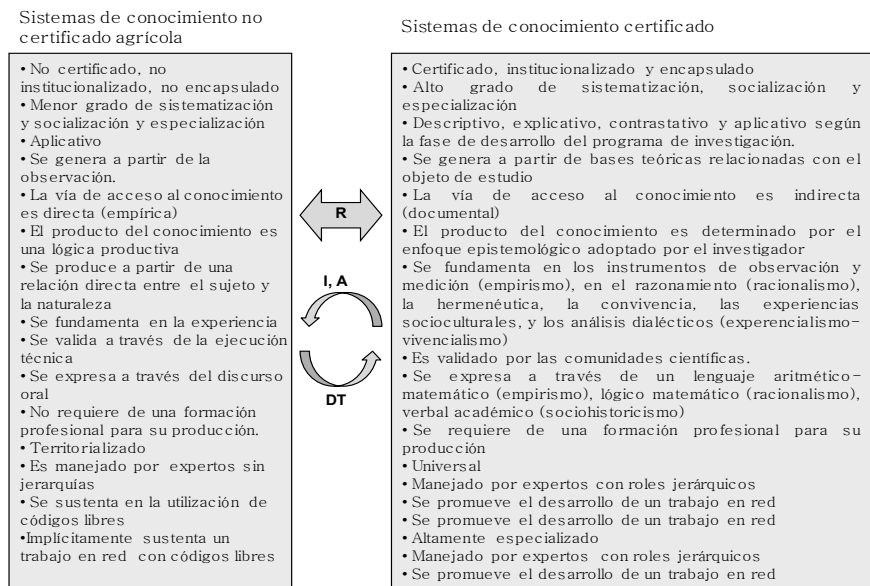 Sistemas de conocimiento no
certificado agrícola
• No certificado, no
institucionalizado, no encapsulado
• Menor grado de sistematización
y socialización y especialización
• Aplicativo
• Se genera a partir de la
observación.
• La vía de acceso al conocimiento
es directa (empírica)
• El producto del conocimiento es
una lógica productiva
• Se produce a partir de una
relación directa entre el sujeto y
la naturaleza
• Se fundamenta en la experiencia
• Se valida a través de la ejecución
técnica
• Se expresa a través del discurso
oral
• No requiere de una formación
profesional para su producción.
• Territorializado
• Es manejado por expertos sin
jerarquías
• Se sustenta en la utilización de
códigos libres
•Implícitamente sustenta un
trabajo en red con códigos libres
R
I, A
DT
Sistemas de conocimiento certificado
• Certificado, institucionalizado y encapsulado
• Alto grado de sistematización, socialización y
especialización
• Descriptivo, explicativo, contrastativo y aplicativo según
la fase de desarrollo del programa de investigación.
• Se genera a partir de bases teóricas relacionadas con el
objeto de estudio
• La vía de acceso al conocimiento es indirecta
(documental)
• El producto del conocimiento es determinado por el
enfoque epistemológico adoptado por el investigador
• Se fundamenta en los instrumentos de observación y
medición (empirismo), en el razonamiento (racionalismo),
la hermenéutica, la convivencia, las experiencias
socioculturales, y los análisis dialécticos (experencialismo-
vivencialismo)
• Es validado por las comunidades científicas.
• Se expresa a través de un lenguaje aritmético-
matemático (empirismo), lógico matemático (racionalismo),
verbal académico (sociohistoricismo)
• Se requiere de una formación profesional para su
producción
• Universal
• Manejado por expertos con roles jerárquicos
• Se promueve el desarrollo de un trabajo en red
• Se promueve el desarrollo de un trabajo en red
• Altamente especializado
• Manejado por expertos con roles jerárquicos
• Se promueve el desarrollo de un trabajo en red